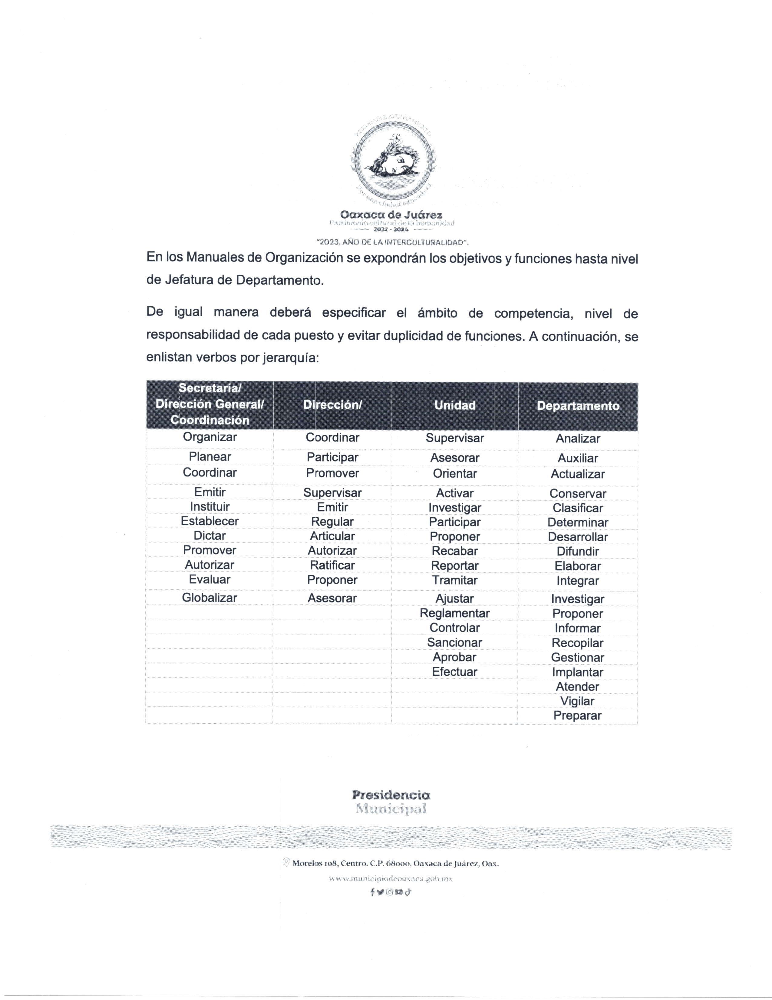 HONORABLE AYUNTAMIENTO
Por una ciudad educadora
Oaxaca de Juárez
Patrimonio cultural de la humanidad
2022 - 2024
"2023, AÑO DE LA INTERCULTURALIDAD".
En los Manuales de Organización se expondrán los objetivos y funciones hasta nivel
de Jefatura de Departamento.
De igual manera deberá especificar el ámbito de competencia, nivel de
responsabilidad de cada puesto y evitar duplicidad de funciones. A continuación, se
enlistan verbos por jerarquía:
Secretaría/
Dirección General/
Coordinación
Dirección/
Unidad
Departamento
Organizar Coordinar Supervisar Analizar
Planear Participar Asesorar Auxiliar
Coordinar Promover Orientar Actualizar
Emitir Supervisar Activar Conservar
Instituir Emitir Investigar Clasificar
Establecer Regular Participar Determinar
Dictar Articular Proponer Desarrollar
Promover Autorizar Recabar Difundir
Autorizar Ratificar Reportar Elaborar
Evaluar Proponer Tramitar Integrar
Globalizar Asesorar Ajustar Investigar
Reglamentar Proponer
Controlar Informar
Sancionar Recopilar
Aprobar Gestionar
Efectuar Implantar
Atender
Vigilar
Preparar
Presidencia
Municipal
Morelos 108, Centro. C.P. 68000, Oaxaca de Juárez, Oax.
www.municipiodeoaxaca.gob.mx